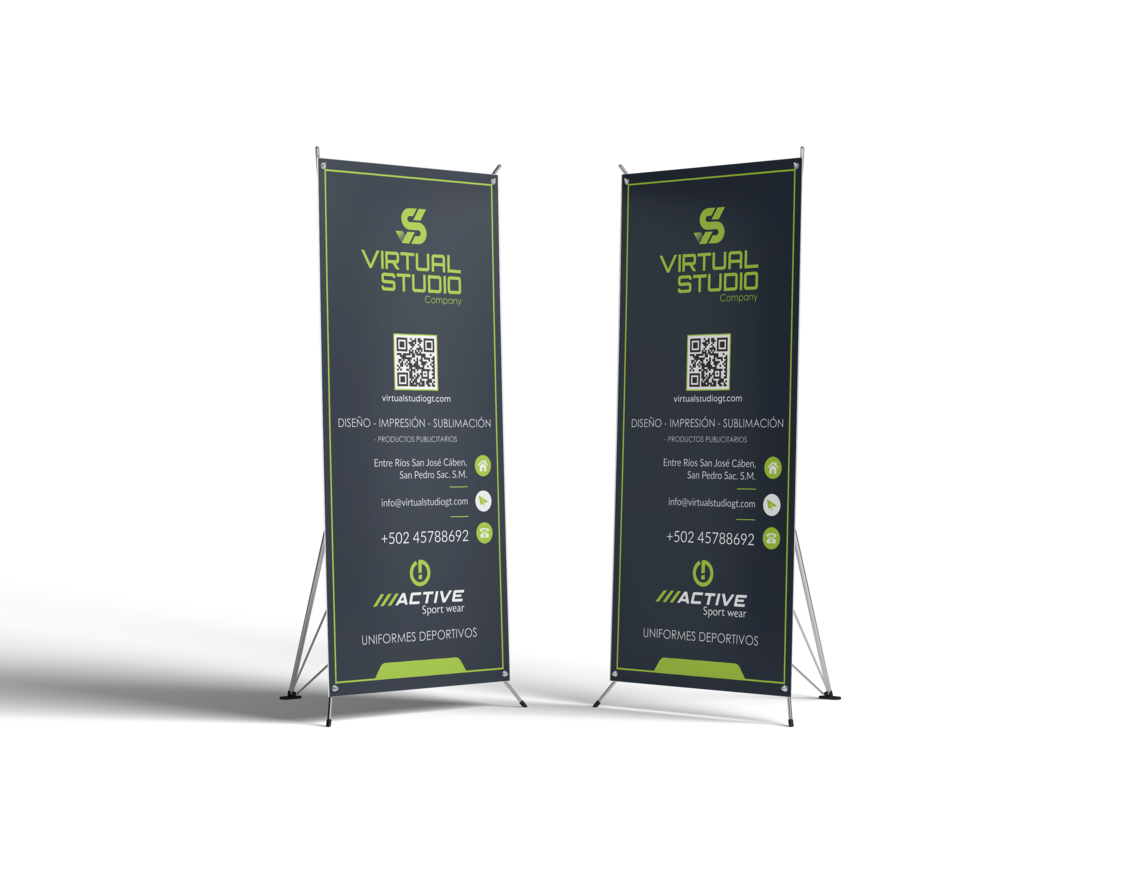 VIRTUAL
STUDIO
Company
virtualstudiogt.com
DISEÑO - IMPRESIÓN - SUBLIMACIÓN
- PRODUCTOS PUBLICITARIOS
Entre Rios San José Cáben,
San Pedro Sac. S.M.
info@virtualstudiogt.com
+502 45788692
///ACTIVE
Sport wear
UNIFORMES DEPORTIVOS
VIRTUAL
STUDIO
Company
virtualstudiogt.com
DISEÑO - IMPRESIÓN - SUBLIMACIÓN
- PRODUCTOS PUBLICITARIOS
Entre Rios San José Cáben,
San Pedro Sac. S.M.
info@virtualstudiogt.com
+502 45788692
///ACTIVE
Sport wear
UNIFORMES DEPORTIVOS